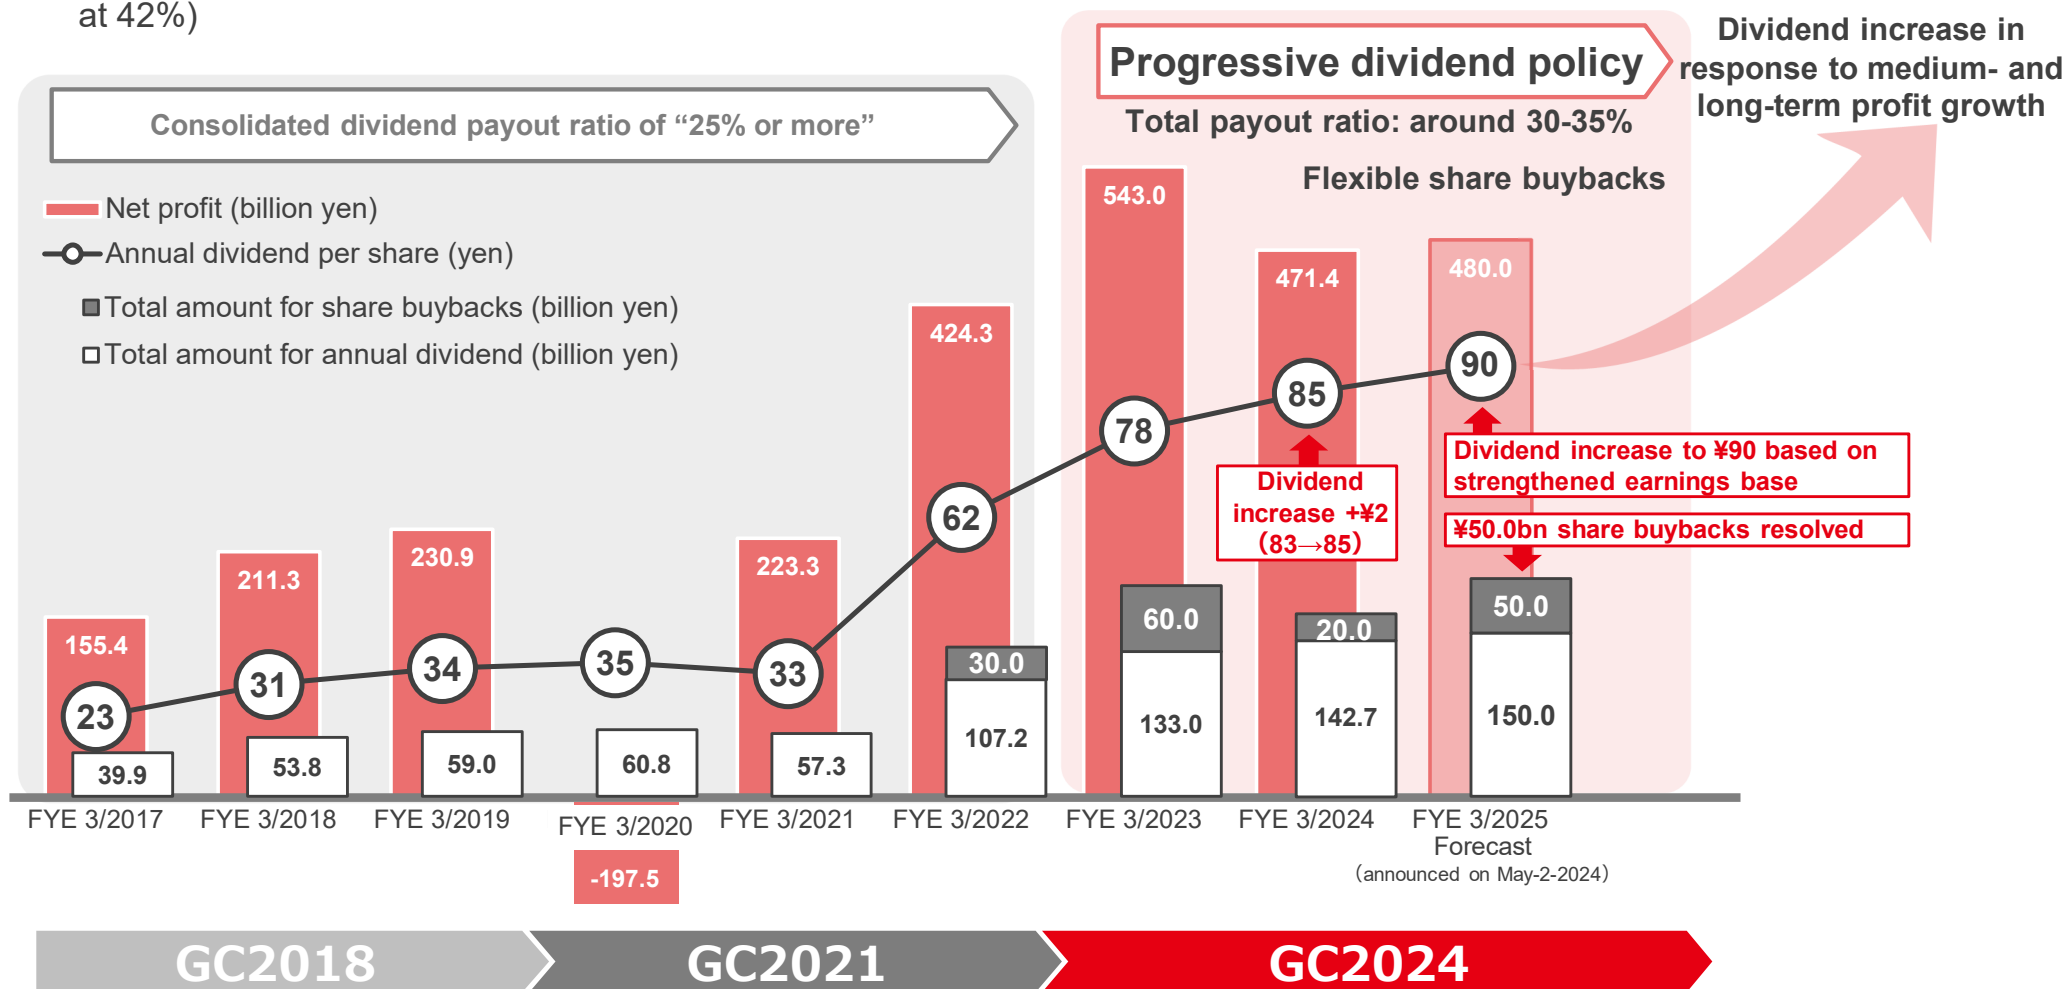 at 42%)
Consolidated dividend payout ratio of “25% or more”
Net profit (billion yen)
Annual dividend per share (yen)
Total amount for share buybacks (billion yen)
Total amount for annual dividend (billion yen)
Progressive dividend policy
Total payout ratio: around 30-35%
Flexible share buybacks
Dividend increase in
response to medium- and
long-term profit growth
155.4
211.3
230.9
-197.5
223.3
424.3
543.0
471.4
480.0
23
31
34
35
33
62
78
85
90
Dividend
increase +¥2
(83→85)
Dividend increase to ¥90 based on
strengthened earnings base
¥50.0bn share buybacks resolved
30.0
60.0
20.0
50.0
39.9
53.8
59.0
60.8
57.3
107.2
133.0
142.7
150.0
FYE 3/2017
FYE 3/2018
FYE 3/2019
FYE 3/2020
FYE 3/2021
FYE 3/2022
FYE 3/2023
FYE 3/2024
FYE 3/2025
Forecast
(announced on May-2-2024)
GC2018
GC2021
GC2024